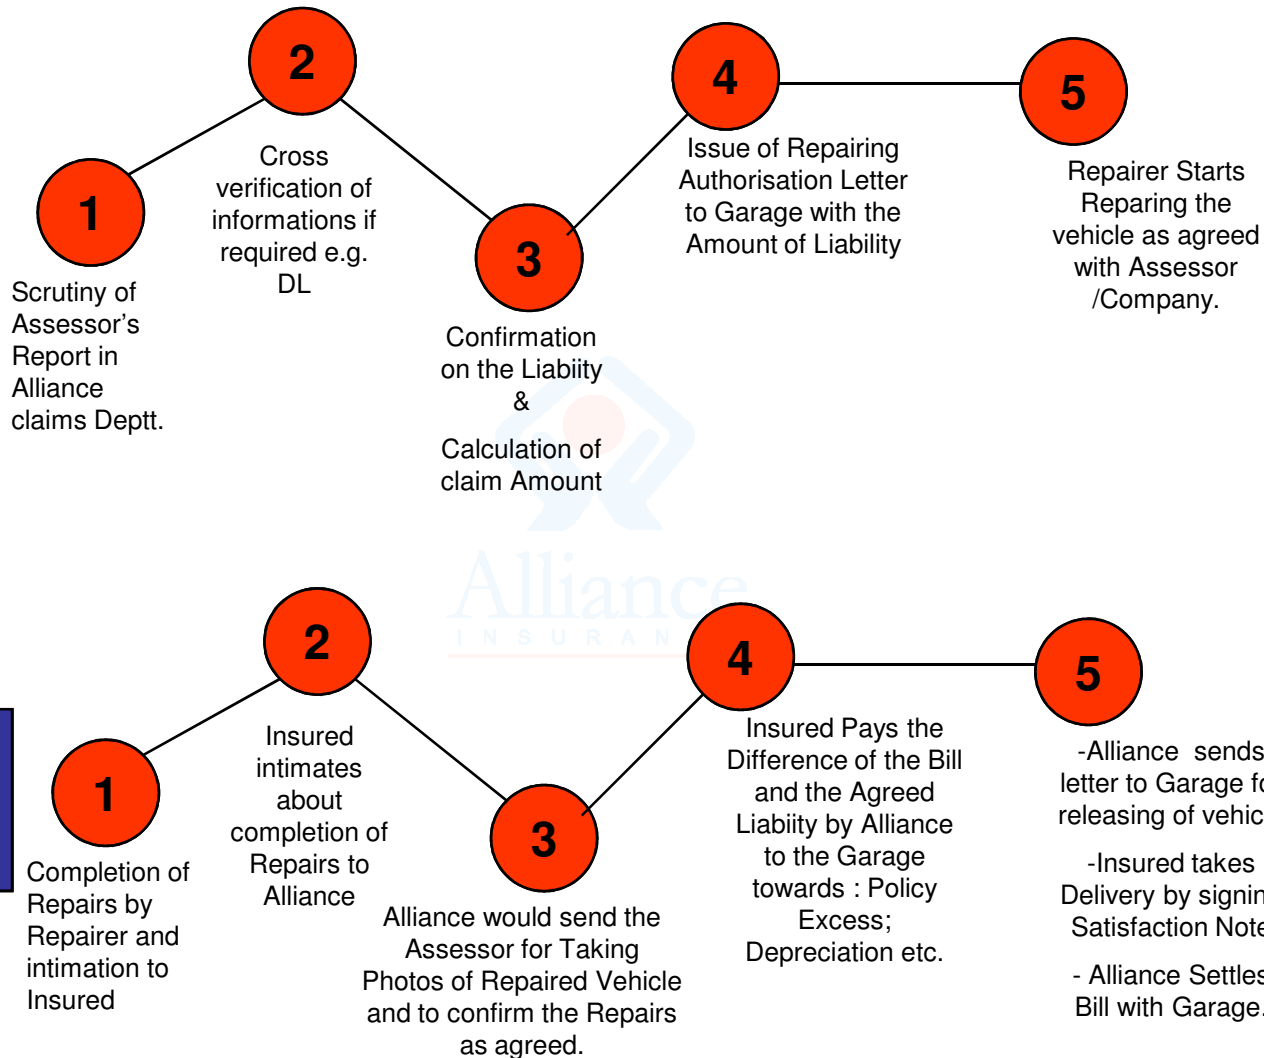 1
Scrutiny of
Assessor's
Report in
Alliance
claims Deptt.
2
Cross
verification of
informations if
required e.g.
DL
3
Confirmation
on the Liabiity
&
Calculation of
claim Amount
4
Issue of Repairing
Authorisation Letter
to Garage with the
Amount of Liability
5
Repairer Starts
Reparing the
vehicle as agreed
with Assessor
/Company.
Alliance
INSURAN
1
Completion of
Repairs by
Repairer and
intimation to
Insured
2
Insured
intimates
about
completion of
Repairs to
Alliance
3
Alliance would send the
Assessor for Taking
Photos of Repaired Vehicle
and to confirm the Repairs
as agreed.
4
Insured Pays the
Difference of the Bill
and the Agreed
Liabiity by Alliance
to the Garage
towards : Policy
Excess;
Depreciation etc.
5
-Alliance sends
letter to Garage fo
releasing of vehic
-Insured takes
Delivery by signin
Satisfaction Note
- Alliance Settles
Bill with Garage.